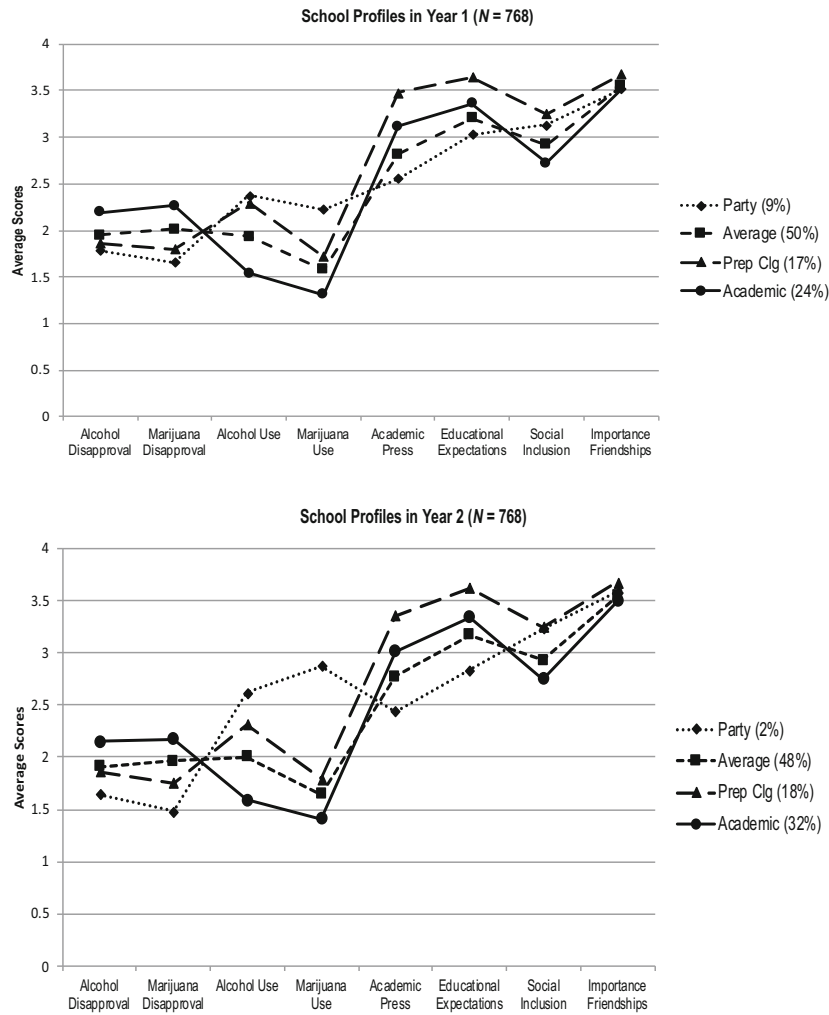 School Profiles in Year 1 (N = 768)
4
3.5
3
2.5
2
1.5
1
0.5
0
Average Scores
Alcohol
Disapproval
Marijuana
Disapproval
Alcohol Use
Marijuana
Use
Academic
Press
Educational
Expectations
Social
Inclusion
Importance
Friendships
Party (9%)
Average (50%)
Prep Clg (17%)
Academic (24%)
School Profiles in Year 2 (N = 768)
4
3.5
3
2.5
2
1.5
1
0.5
0
Average Scores
Alcohol
Disapproval
Marijuana
Disapproval
Alcohol Use
Marijuana
Use
Academic
Press
Educational
Expectations
Social
Inclusion
Importance
Friendships
Party (2%)
Average (48%)
Prep Clg (18%)
Academic (32%)